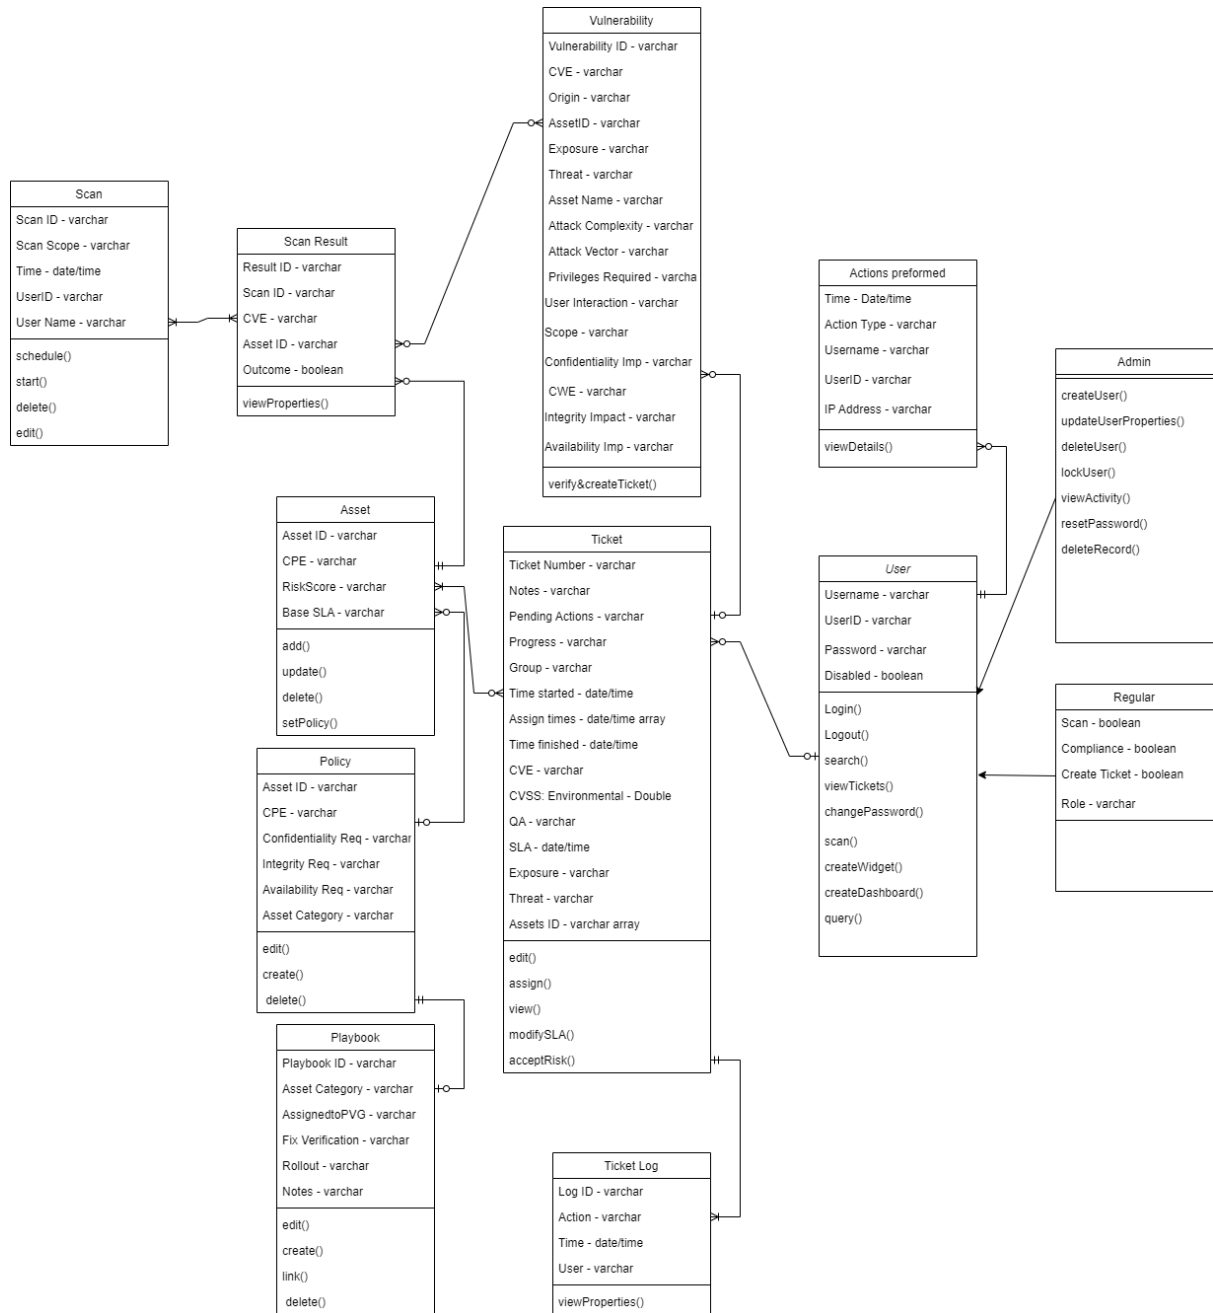 Vulnerability
Vulnerability ID - varchar
CVE - varchar
Origin - varchar
AssetID - varchar
Exposure - varchar
Threat - varchar
Asset Name - varchar
Attack Complexity - varchar
Attack Vector - varchar
Privileges Required - varcha
User Interaction - varchar
Scope - varchar
Confidentiality Imp - varchar
CWE - varchar
Integrity Impact - varchar
Availability Imp - varchar
verify&createTicket()
Scan
Scan ID - varchar
Scan Scope - varchar
Time - date/time
UserID - varchar
User Name - varchar
schedule()
start()
delete()
edit()
Scan Result
Result ID - varchar
Scan ID - varchar
CVE - varchar
Asset ID - varchar
Outcome - boolean
viewProperties()
Actions preformed
Time - Date/time
Action Type - varchar
Username - varchar
UserID - varchar
IP Address - varchar
viewDetails()
Admin
createUser()
updateUserProperties()
deleteUser()
lockUser()
viewActivity()
resetPassword()
deleteRecord()
Asset
Asset ID - varchar
CPE - varchar
RiskScore - varchar
Base SLA - varchar
add()
update()
delete()
setPolicy()
Ticket
Ticket Number - varchar
Notes - varchar
Pending Actions - varchar
Progress - varchar
Group - varchar
Time started - date/time
Assign times - date/time array
Time finished - date/time
CVE - varchar
CVSS: Environmental - Double
QA - varchar
SLA - date/time
Exposure - varchar
Threat - varchar
Assets ID - varchar array
edit()
assign()
view()
modifySLA()
acceptRisk()
User
Username - varchar
UserID - varchar
Password - varchar
Disabled - boolean
Login()
Logout()
search()
viewTickets()
changePassword()
scan()
createWidget()
createDashboard()
query()
Regular
Scan - boolean
Compliance - boolean
Create Ticket - boolean
Role - varchar
Policy
Asset ID - varchar
CPE - varchar
Confidentiality Req - varchar
Integrity Req - varchar
Availability Req - varchar
Asset Category - varchar
edit()
create()
delete()
Playbook
Playbook ID - varchar
Asset Category - varchar
AssignedtoPVG - varchar
Fix Verification - varchar
Rollout - varchar
Notes - varchar
edit()
create()
link()
delete()
Ticket Log
Log ID - varchar
Action - varchar
Time - date/time
User - varchar
viewProperties()